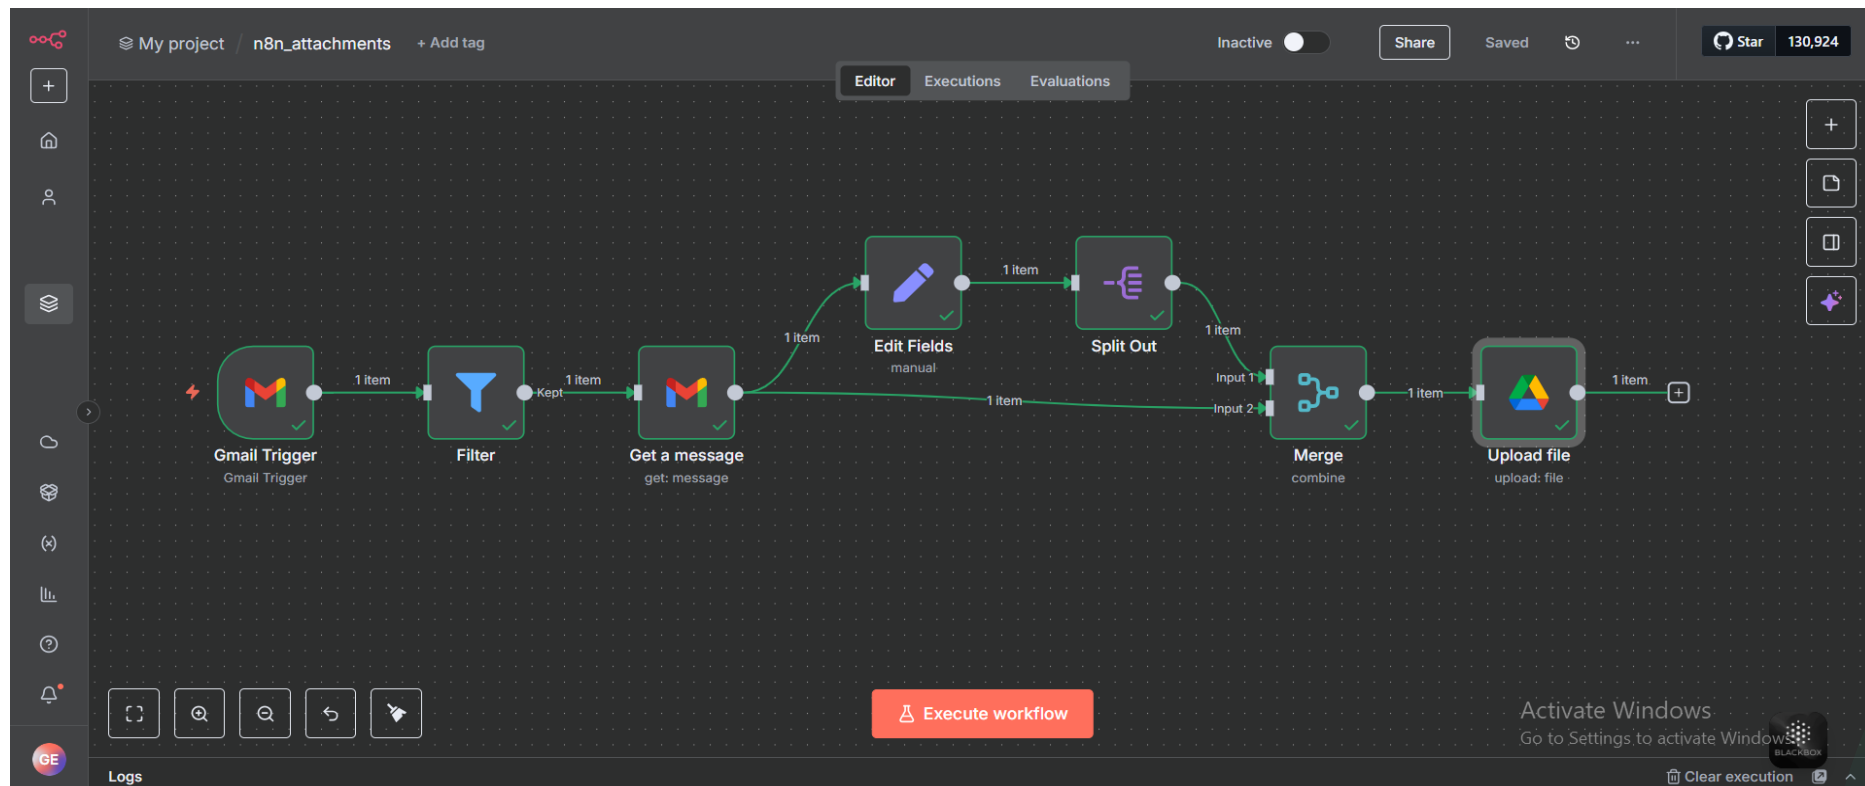 My project / n8n_attachments + Add tag
Inactive Share Saved ... Star 130,924
Editor Executions Evaluations
1 item
Edit Fields
manual
Split Out
1 item
1 item
Gmail Trigger
Gmail Trigger
1 item
Filter
Kept
1 item
Get a message
get: message
1 item
Input 1
Input 2
Merge
combine
1 item
Upload file
upload: file
1 item
Execute workflow
Activate Windows
Go to Settings to activate Windows
BLACKBOX
GE
Logs
Clear execution